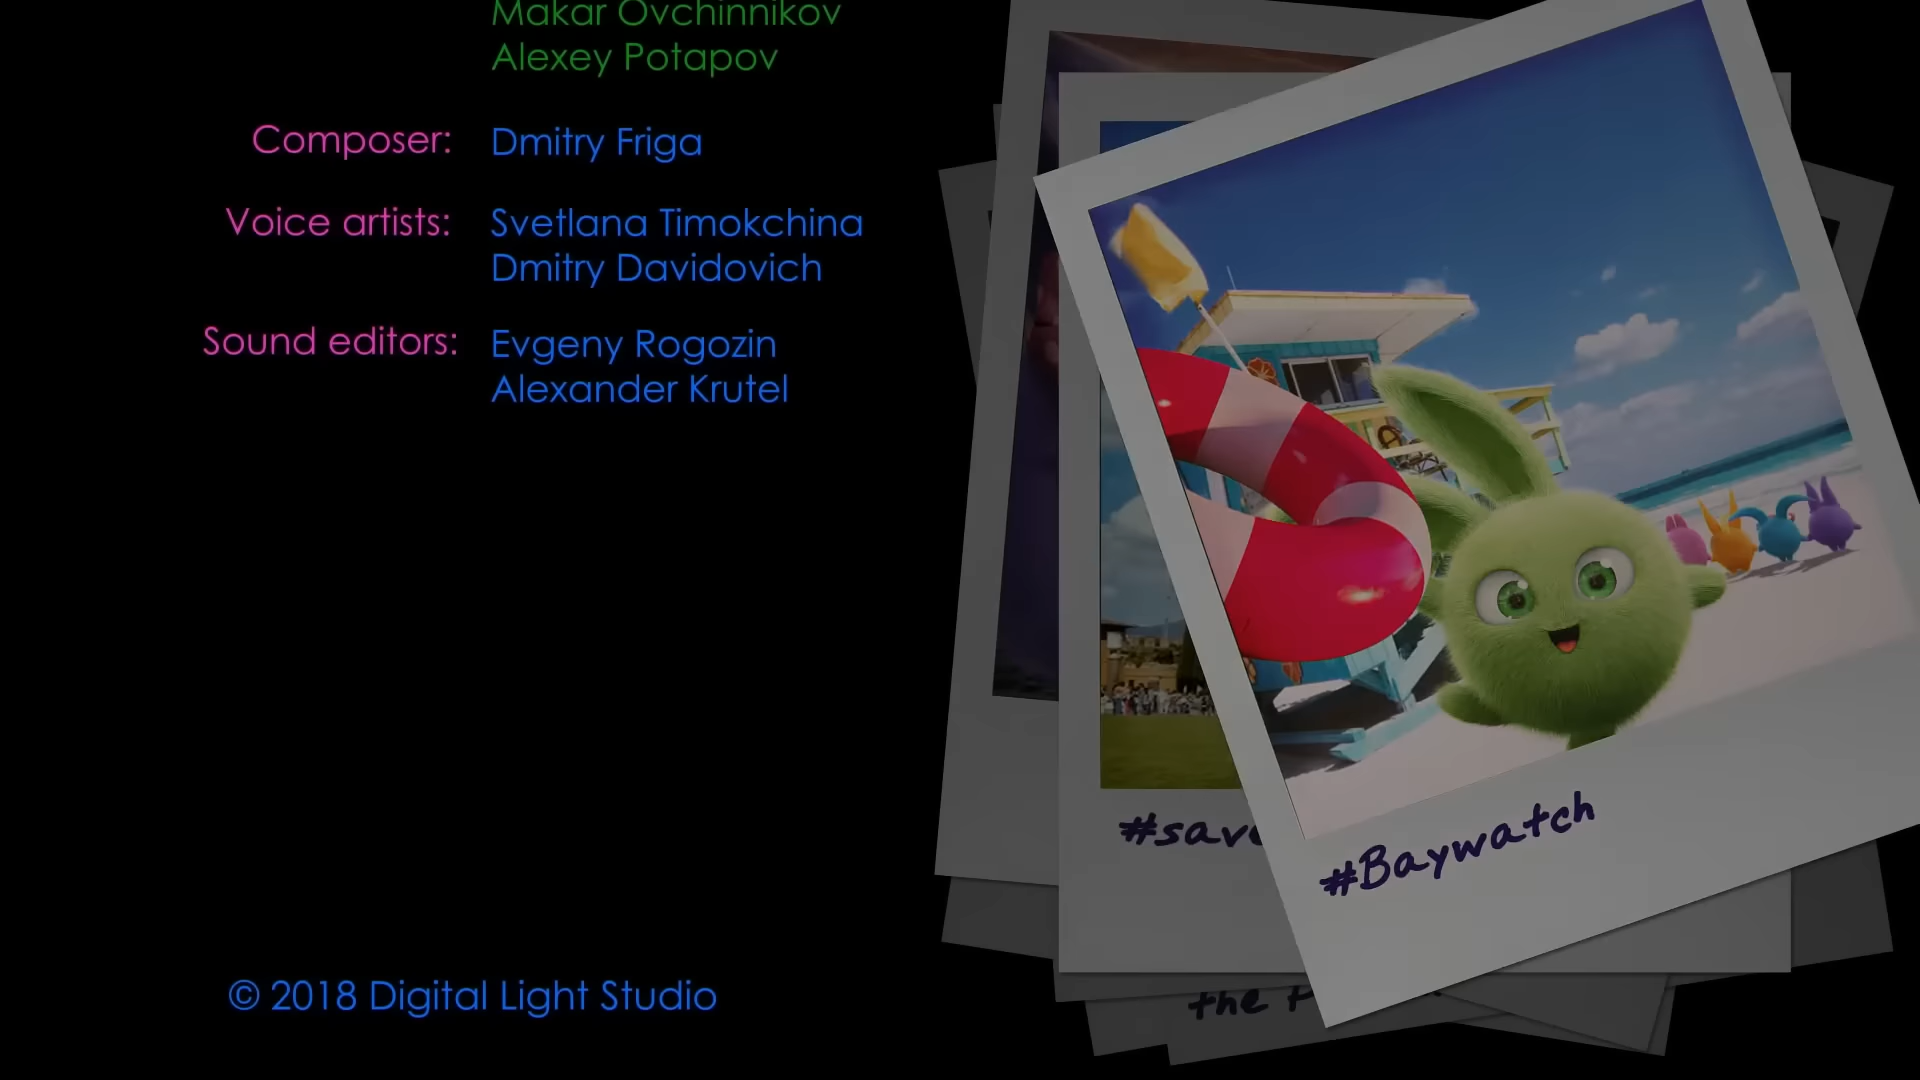 Makar Ovchinnikov
Alexey Potapov
Composer: Dmitry Friga
Voice artists: Svetlana Timokchina
Dmitry Davidovich
Sound editors: Evgeny Rogozin
Alexander Krutel
#Baywatch
the
© 2018 Digital Light Studio